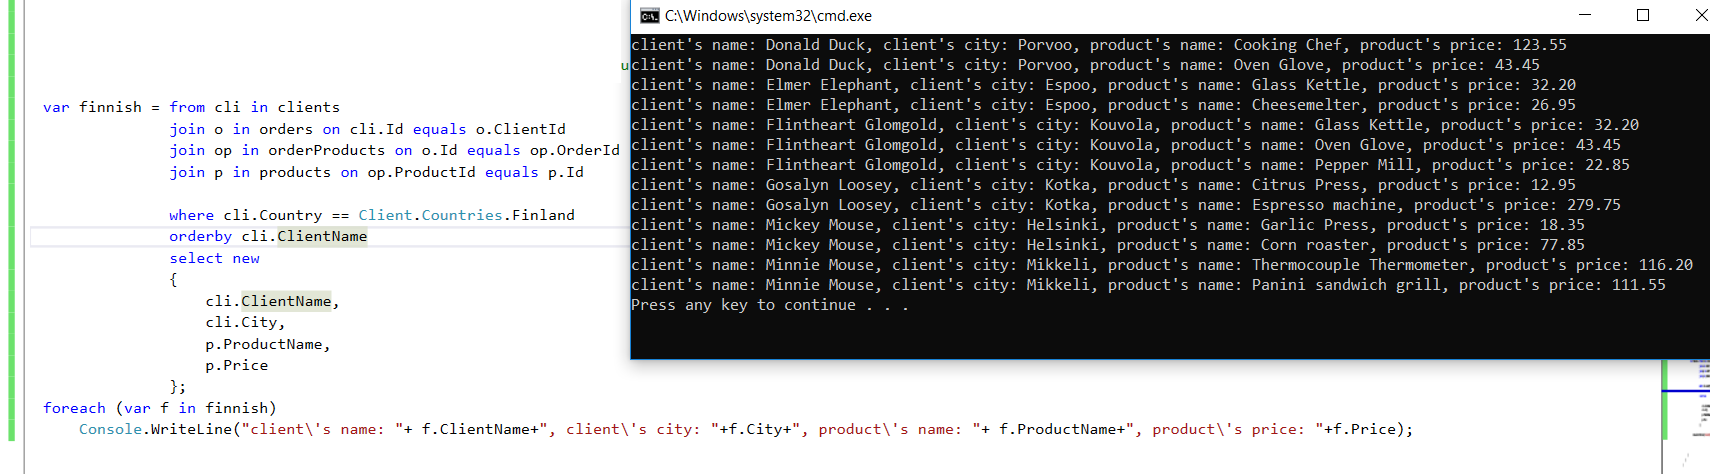 C:\Windows\system32\cmd.exe
client's name: Donald Duck, client's city: Porvoo, product's name: Cooking Chef, product's price: 123.55
client's name: Donald Duck, client's city: Porvoo, product's name: Oven Glove, product's price: 43.45
client's name: Elmer Elephant, client's city: Espoo, product's name: Glass Kettle, product's price: 32.20
client's name: Elmer Elephant, client's city: Espoo, product's name: Cheesemelter, product's price: 26.95
client's name: Flintheart Glomgold, client's city: Kouvola, product's name: Glass Kettle, product's price: 32.20
client's name: Flintheart Glomgold, client's city: Kouvola, product's name: Oven Glove, product's price: 43.45
client's name: Flintheart Glomgold, client's city: Kouvola, product's name: Pepper Mill, product's price: 22.85
client's name: Gosalyn Loosey, client's city: Kotka, product's name: Citrus Press, product's price: 12.95
client's name: Gosalyn Loosey, client's city: Kotka, product's name: Espresso machine, product's price: 279.75
client's name: Mickey Mouse, client's city: Helsinki, product's name: Garlic Press, product's price: 18.35
client's name: Mickey Mouse, client's city: Helsinki, product's name: Corn roaster, product's price: 77.85
client's name: Minnie Mouse, client's city: Mikkeli, product's name: Thermocouple Thermometer, product's price: 116.20
client's name: Minnie Mouse, client's city: Mikkeli, product's name: Panini sandwich grill, product's price: 111.55
Press any key to continue . . .
u
var finnish = from cli in clients
join o in orders on cli.Id equals o.ClientId
join op in orderProducts on o.Id equals op.OrderId
join p in products on op.ProductId equals p.Id
where cli.Country == Client.Countries.Finland
orderby cli.ClientName
select new
{
cli.ClientName,
cli.City,
p.ProductName,
p.Price
};
foreach (var f in finnish)
Console.WriteLine("client\'s name: "+ f.ClientName+", client\'s city: "+f.City+", product\'s name: "+ f.ProductName+", product\'s price: "+f.Price);